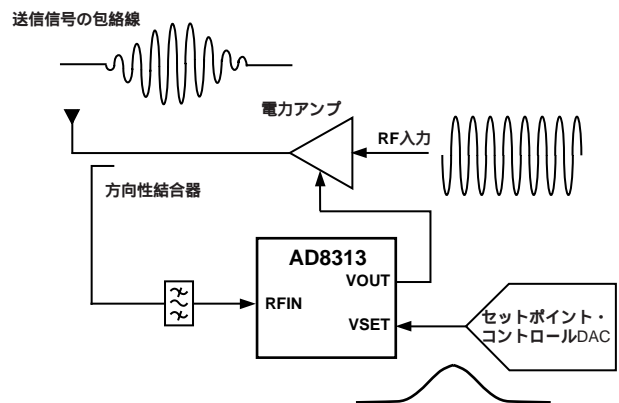 送信信号の包絡線
電力アンプ
RF入力
方向性結合器
AD8313
VOUT
RFIN
VSET
セットポイント・
コントロールDAC